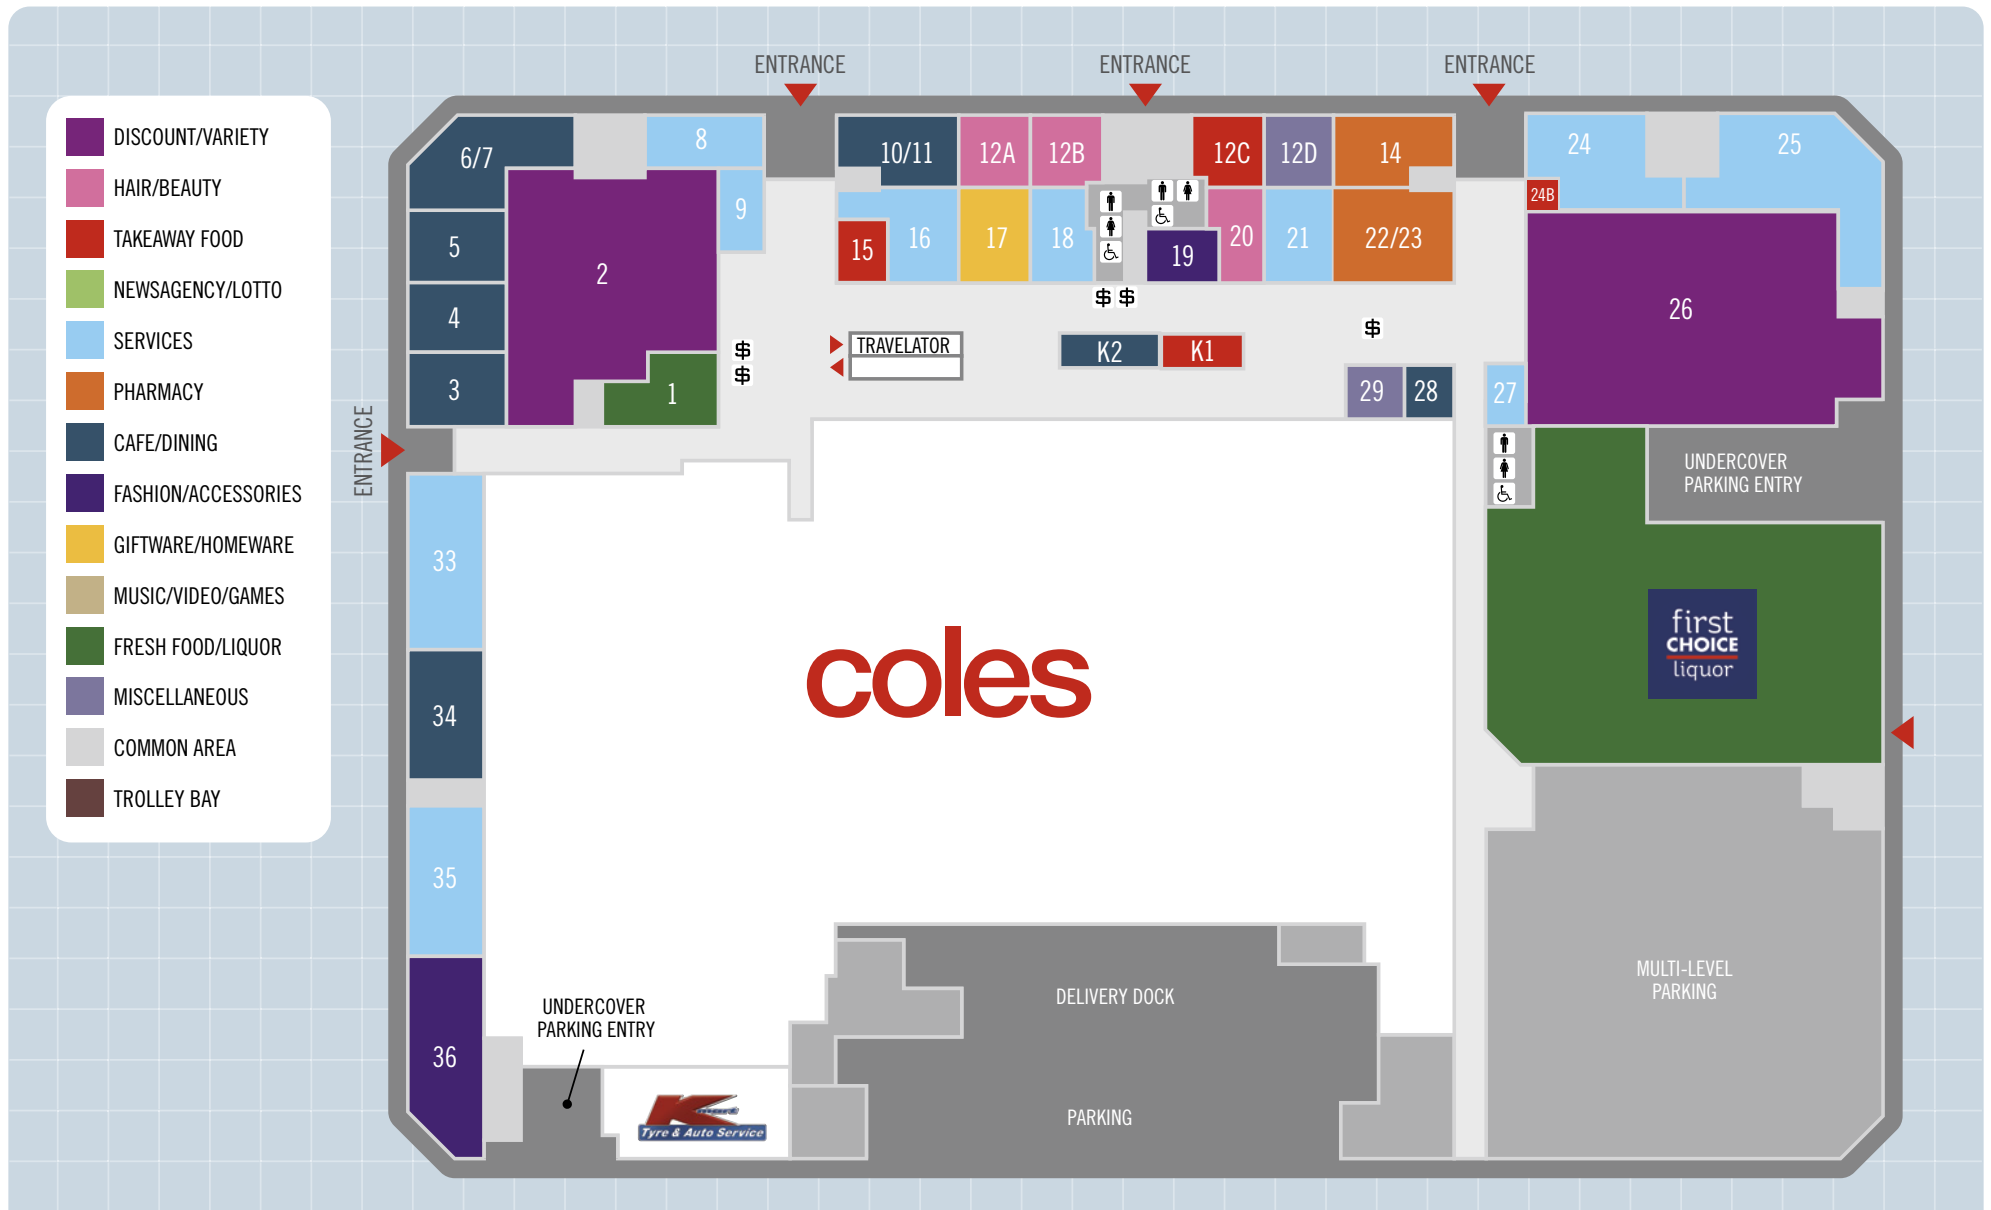 ENTRANCE
ENTRANCE
ENTRANCE
DISCOUNT/VARIETY
HAIR/BEAUTY
TAKEAWAY FOOD
NEWSAGENCY/LOTTO
SERVICES
PHARMACY
CAFE/DINING
FASHION/ACCESSORIES
GIFTWARE/HOMEWARE
MUSIC/VIDEO/GAMES
FRESH FOOD/LIQUOR
MISCELLANEOUS
COMMON AREA
TROLLEY BAY
6/7
8
10/11
12A
12B
12C
12D
14
24
25
24B
9
5
2
15
16
17
18
19
20
21
22/23
26
4
$ $
$
TRAVELATOR
K2
K1
$
$
3
1
29
28
27
ENTRANCE
UNDERCOVER
PARKING ENTRY
33
first
CHOICE
liquor
coles
34
35
MULTI-LEVEL
PARKING
DELIVERY DOCK
UNDERCOVER
PARKING ENTRY
36
Kmart
Tyre & Auto Service
PARKING